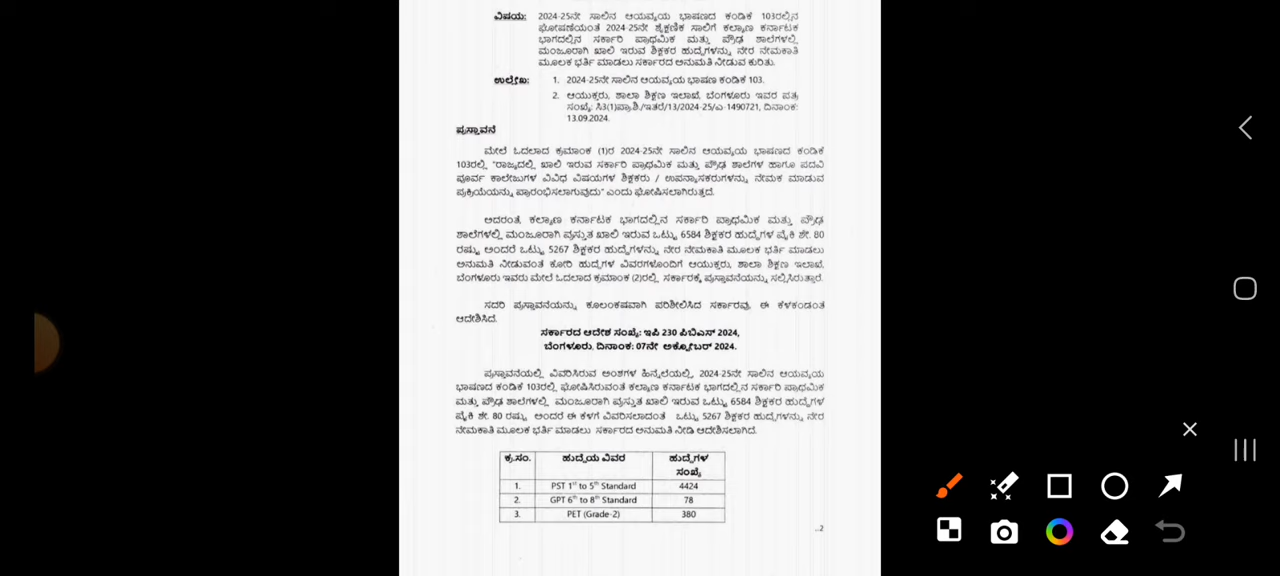 ವಿಷಯ: 2024-25ನೇ ಸಾಲಿನ ಆಯವ್ಯಯ ಭಾಷಣದ ಕಂಡಿಕೆ 103ರಲ್ಲಿನ
ಘೋಷಣೆಯಂತೆ 2024-25ನೇ ಶೈಕ್ಷಣಿಕ ಸಾಲಿಗೆ ಕಲ್ಯಾಣ ಕರ್ನಾಟಕ
ಭಾಗದಲ್ಲಿನ ಸರ್ಕಾರಿ ಪ್ರಾಥಮಿಕ ಮತ್ತು ಪ್ರೌಢ ಶಾಲೆಗಳಲ್ಲಿ
ಮಂಜೂರಾಗಿ ಖಾಲಿ ಇರುವ ಶಿಕ್ಷಕರ ಹುದ್ದೆಗಳನ್ನು ನೇರ ನೇಮಕಾತಿ
ಮೂಲಕ ಭರ್ತಿ ಮಾಡಲು ಸರ್ಕಾರದ ಅನುಮತಿ ನೀಡುವ ಕುರಿತು.
ಉಲ್ಲೇಖ: 1. 2024-25ನೇ ಸಾಲಿನ ಆಯವ್ಯಯ ಭಾಷಣ ಕಂಡಿಕೆ 103.
2. ಆಯುಕ್ತರು, ಶಾಲಾ ಶಿಕ್ಷಣ ಇಲಾಖೆ, ಬೆಂಗಳೂರು ಇವರ ಪತ್ರ
ಸಂಖ್ಯೆ: ಸಿ3(1)ಪ್ರಾ.ಶಿ./ಇತರೆ/13/2024-25/ಎ-1490721, ದಿನಾಂಕ:
13.09.2024.
ಪ್ರಸ್ತಾವನೆ
ಮೇಲೆ ಓದಲಾದ ಕ್ರಮಾಂಕ (1)ರ 2024-25ನೇ ಸಾಲಿನ ಆಯವ್ಯಯ ಭಾಷಣದ ಕಂಡಿಕೆ
103ರಲ್ಲಿ "ರಾಜ್ಯದಲ್ಲಿ ಖಾಲಿ ಇರುವ ಸರ್ಕಾರಿ ಪ್ರಾಥಮಿಕ ಮತ್ತು ಪ್ರೌಢ ಶಾಲೆಗಳ ಹಾಗೂ ಪದವಿ
ಪೂರ್ವ ಕಾಲೇಜುಗಳ ವಿವಿಧ ವಿಷಯಗಳ ಶಿಕ್ಷಕರು / ಉಪನ್ಯಾಸಕರುಗಳನ್ನು ನೇಮಕ ಮಾಡುವ
ಪ್ರಕ್ರಿಯೆಯನ್ನು ಪ್ರಾರಂಭಿಸಲಾಗುವುದು" ಎಂದು ಘೋಷಿಸಲಾಗಿರುತ್ತದೆ.
ಅದರಂತೆ, ಕಲ್ಯಾಣ ಕರ್ನಾಟಕ ಭಾಗದಲ್ಲಿನ ಸರ್ಕಾರಿ ಪ್ರಾಥಮಿಕ ಮತ್ತು ಪ್ರೌಢ
ಶಾಲೆಗಳಲ್ಲಿ ಮಂಜೂರಾಗಿ ಪ್ರಸ್ತುತ ಖಾಲಿ ಇರುವ ಒಟ್ಟು 6584 ಶಿಕ್ಷಕರ ಹುದ್ದೆಗಳ ಪೈಕಿ ಶೇ. 80
ರಷ್ಟು ಅಂದರೆ ಒಟ್ಟು 5267 ಶಿಕ್ಷಕರ ಹುದ್ದೆಗಳನ್ನು ನೇರ ನೇಮಕಾತಿ ಮೂಲಕ ಭರ್ತಿ ಮಾಡಲು
ಅನುಮತಿ ನೀಡುವಂತೆ ಕೋರಿ ಹುದ್ದೆಗಳ ವಿವರಗಳೊಂದಿಗೆ ಆಯುಕ್ತರು, ಶಾಲಾ ಶಿಕ್ಷಣ ಇಲಾಖೆ,
ಬೆಂಗಳೂರು ಇವರು ಮೇಲೆ ಓದಲಾದ ಕ್ರಮಾಂಕ (2)ರಲ್ಲಿ ಸರ್ಕಾರಕ್ಕೆ ಪ್ರಸ್ತಾವನೆಯನ್ನು ಸಲ್ಲಿಸಿರುತ್ತಾರೆ.
ಸದರಿ ಪ್ರಸ್ತಾವನೆಯನ್ನು ಕೂಲಂಕಷವಾಗಿ ಪರಿಶೀಲಿಸಿದ ಸರ್ಕಾರವು, ಈ ಕೆಳಕಂಡಂತೆ
ಆದೇಶಿಸಿದೆ.
ಸರ್ಕಾರದ ಆದೇಶ ಸಂಖ್ಯೆ: ಇಪಿ 230 ಪಿಬಿಎಸ್ 2024,
ಬೆಂಗಳೂರು, ದಿನಾಂಕ: 07ನೇ ಅಕ್ಟೋಬರ್ 2024.
ಪ್ರಸ್ತಾವನೆಯಲ್ಲಿ ವಿವರಿಸಿರುವ ಅಂಶಗಳ ಹಿನ್ನೆಲೆಯಲ್ಲಿ, 2024-25ನೇ ಸಾಲಿನ ಆಯವ್ಯಯ
ಭಾಷಣದ ಕಂಡಿಕೆ 103ರಲ್ಲಿ ಘೋಷಿಸಿರುವಂತೆ ಕಲ್ಯಾಣ ಕರ್ನಾಟಕ ಭಾಗದಲ್ಲಿನ ಸರ್ಕಾರಿ ಪ್ರಾಥಮಿಕ
ಮತ್ತು ಪ್ರೌಢ ಶಾಲೆಗಳಲ್ಲಿ ಮಂಜೂರಾಗಿ ಪ್ರಸ್ತುತ ಖಾಲಿ ಇರುವ ಒಟ್ಟು 6584 ಶಿಕ್ಷಕರ ಹುದ್ದೆಗಳ
ಪೈಕಿ ಶೇ. 80 ರಷ್ಟು ಅಂದರೆ ಈ ಕೆಳಗೆ ವಿವರಿಸಲಾದಂತೆ ಒಟ್ಟು 5267 ಶಿಕ್ಷಕರ ಹುದ್ದೆಗಳನ್ನು ನೇರ
ನೇಮಕಾತಿ ಮೂಲಕ ಭರ್ತಿ ಮಾಡಲು ಸರ್ಕಾರದ ಅನುಮತಿ ನೀಡಿ ಆದೇಶಿಸಲಾಗಿದೆ.
ಕ್ರ.ಸಂ. ಹುದ್ದೆಯ ವಿವರ ಹುದ್ದೆಗಳ
ಸಂಖ್ಯೆ
1. PST 1st to 5th Standard 4424
2. GPT 6th to 8th Standard 78
3. PET (Grade-2) 380
..2